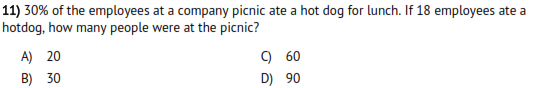 11) 30% of the employees at a company picnic ate a hot dog for lunch. If 18 employees ate a
hotdog, how many people were at the picnic?
A) 20 C) 60
B) 30 D) 90